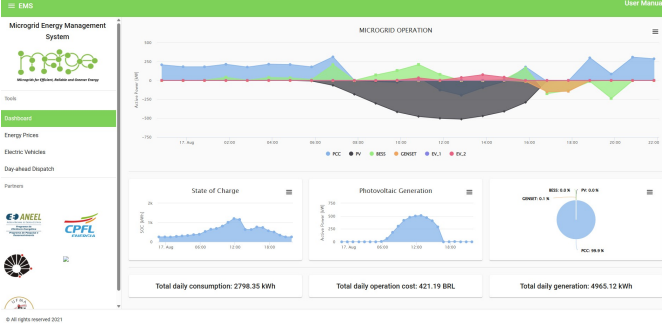 EMS
User Manual
Microgrid Energy Management
System
Microgrid for Efficient, Reliable and Greener Energy
Tools
Dashboard
Energy Prices
Electric Vehicles
Day-ahead Dispatch
Partners
ANEEL
CPFL
ENERGIA
© All rights reserved 2021
MICROGRID OPERATION
Active Power [kW]
500
250
0
-250
-500
-750
17. Aug 02:00 04:00 06:00 08:00 10:00 12:00 14:00 16:00 18:00 20:00 22:00
PCC PV BESS GENSET EV_1 EV_2
State of Charge
SOC [kWh]
2k
1k
0
17. Aug 06:00 12:00 18:00
Photovoltaic Generation
Active Power [kW]
750
500
250
0
17. Aug 06:00 12:00 18:00
BESS: 0.0 % PV: 0.0 %
GENSET: 0.1 %
PCC: 99.9 %
Total daily consumption: 2798.35 kWh
Total daily operation cost: 421.19 BRL
Total daily generation: 4965.12 kWh